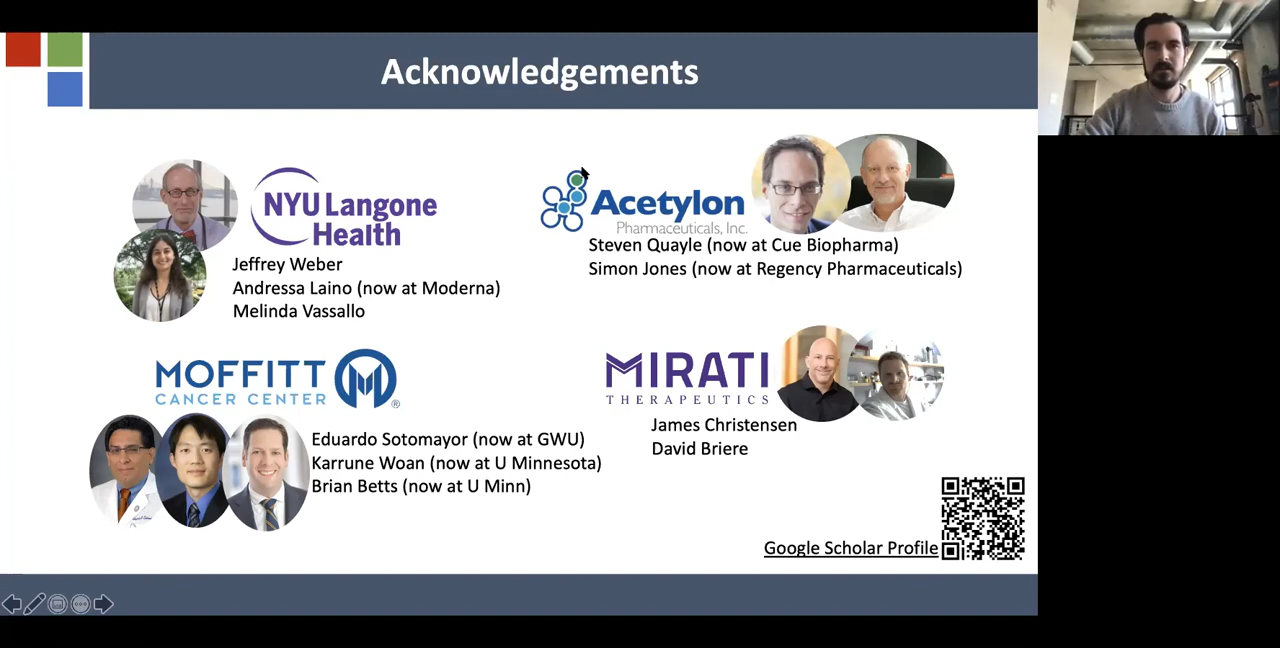 Acknowledgements
NYU Langone
Health
Jeffrey Weber
Andressa Laino (now at Moderna)
Melinda Vassallo
Acetylon
Pharmaceuticals, Inc.
Steven Quayle (now at Cue Biopharma)
Simon Jones (now at Regency Pharmaceuticals)
MOFFITT
CANCER CENTER
®
Eduardo Sotomayor (now at GWU)
Karrune Woan (now at U Minnesota)
Brian Betts (now at U Minn)
MIRATI
THERAPEUTICS
James Christensen
David Briere
Google Scholar Profile